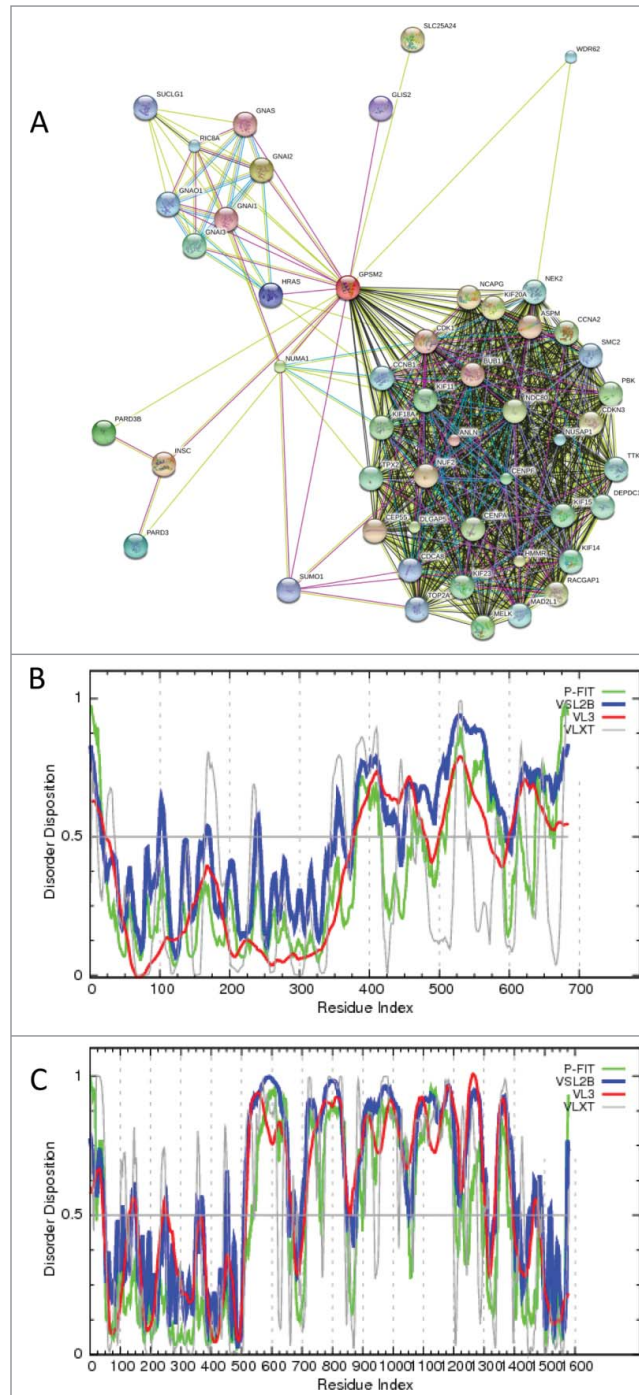 A
SLC25A24
WDR62
SUCLG1
GLIS2
GNAS
RIC8A
GNAI2
GNAO1
GNAI1
GNAI3
GPSM2
HRAS
NEK2
NCAPG
KIF20A
ASPM
CCNA2
CDK1
SMC2
NUMA1
BUB1
CCNB1
PBK
KIF11
NDC80
CDKN3
KIF18A
PARD3B
ANLN
NUSAP1
INSC
TTK
TPX2
NUF2
CENPE
DEPDC1
PARD3
CEP55
DLGAP5
CENPA
KIF15
CDCA8
HMMR
KIF14
SUMO1
KIF23
RACGAP1
TOP2A
MAD2L1
MELK
B
P-FIT
VSL2B
VL3
VLXT
1
0.5
0
Disorder Disposition
0 100 200 300 400 500 600 700
Residue Index
C
P-FIT
VSL2B
VL3
VLXT
1
0.5
0
Disorder Disposition
0 100 200 300 400 500 600 700 800 900 1000 1100 1200 1300 1400 1500 1600
Residue Index